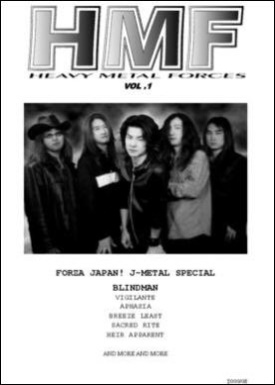 HMF
HEAVY METAL FORCES
VOL .1
FORZA JAPAN! J-METAL SPECIAL
BLINDMAN
VIGILANTE
APHASIA
BREEZE LEAST
SACRED RITE
HEIR APPARENT
AND MORE AND MORE